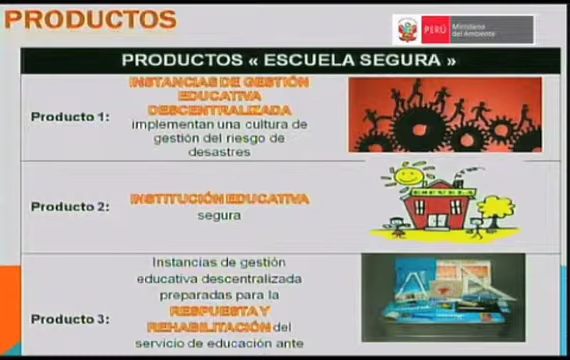 PRODUCTOS
PERÚ
Ministerio
del Ambiente
PRODUCTOS « ESCUELA SEGURA »
Producto 1:
INSTANCIAS DE GESTIÓN
EDUCATIVA
DESCENTRALIZADA
implementan una cultura de
gestión del riesgo de
desastres
Producto 2:
INSTITUCIÓN EDUCATIVA
segura
ESCUELA
Producto 3:
Instancias de gestión
educativa descentralizada
preparadas para la
RESPUESTA Y
REHABILITACIÓN del
servicio de educación ante